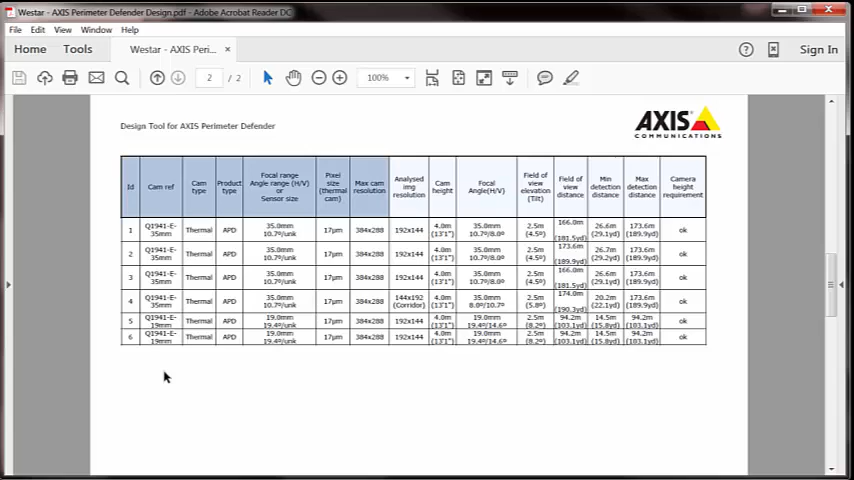 Westar - AXIS Perimeter Defender Design.pdf - Adobe Acrobat Reader DC
File Edit View Window Help
Home Tools Westar - AXIS Peri... × ? Sign In
2 / 2 100%
Design Tool for AXIS Perimeter Defender
AXIS
COMMUNICATIONS
Id Cam ref Cam type Product type Focal range Angle range (H/V) or Sensor size Pixel size (thermal cam) Max cam resolution Analysed img resolution Cam height Focal Angle(H/V) Field of view elevation (Tilt) Field of view distance Min detection distance Max detection distance Camera height requirement
1 Q1941-E-35mm Thermal APD 35.0mm 10.7º/unk 17µm 384x288 192x144 4.0m (13'1") 35.0mm 10.7º/8.0º 2.5m (4.5º) 166.0m (181.5yd) 26.6m (29.1yd) 173.6m (189.9yd) ok
2 Q1941-E-35mm Thermal APD 35.0mm 10.7º/unk 17µm 384x288 192x144 4.0m (13'1") 35.0mm 10.7º/8.0º 2.5m (4.5º) 173.6m (189.9yd) 26.7m (29.2yd) 173.6m (189.9yd) ok
3 Q1941-E-35mm Thermal APD 35.0mm 10.7º/unk 17µm 384x288 192x144 4.0m (13'1") 35.0mm 10.7º/8.0º 2.5m (4.5º) 166.0m (181.5yd) 26.6m (29.1yd) 173.6m (189.9yd) ok
4 Q1941-E-35mm Thermal APD 35.0mm 10.7º/unk 17µm 384x288 144x192 (Corridor) 4.0m (13'1") 35.0mm 8.0º/10.7º 2.5m (5.8º) 174.0m (190.3yd) 20.2m (22.1yd) 173.6m (189.9yd) ok
5 Q1941-E-19mm Thermal APD 19.0mm 19.4º/unk 17µm 384x288 192x144 4.0m (13'1") 19.0mm 19.4º/14.6º 2.5m (8.2º) 94.2m (103.1yd) 14.5m (15.8yd) 94.2m (103.1yd) ok
6 Q1941-E-19mm Thermal APD 19.0mm 19.4º/unk 17µm 384x288 192x144 4.0m (13'1") 19.0mm 19.4º/14.6º 2.5m (8.2º) 94.2m (103.1yd) 14.5m (15.8yd) 94.2m (103.1yd) ok